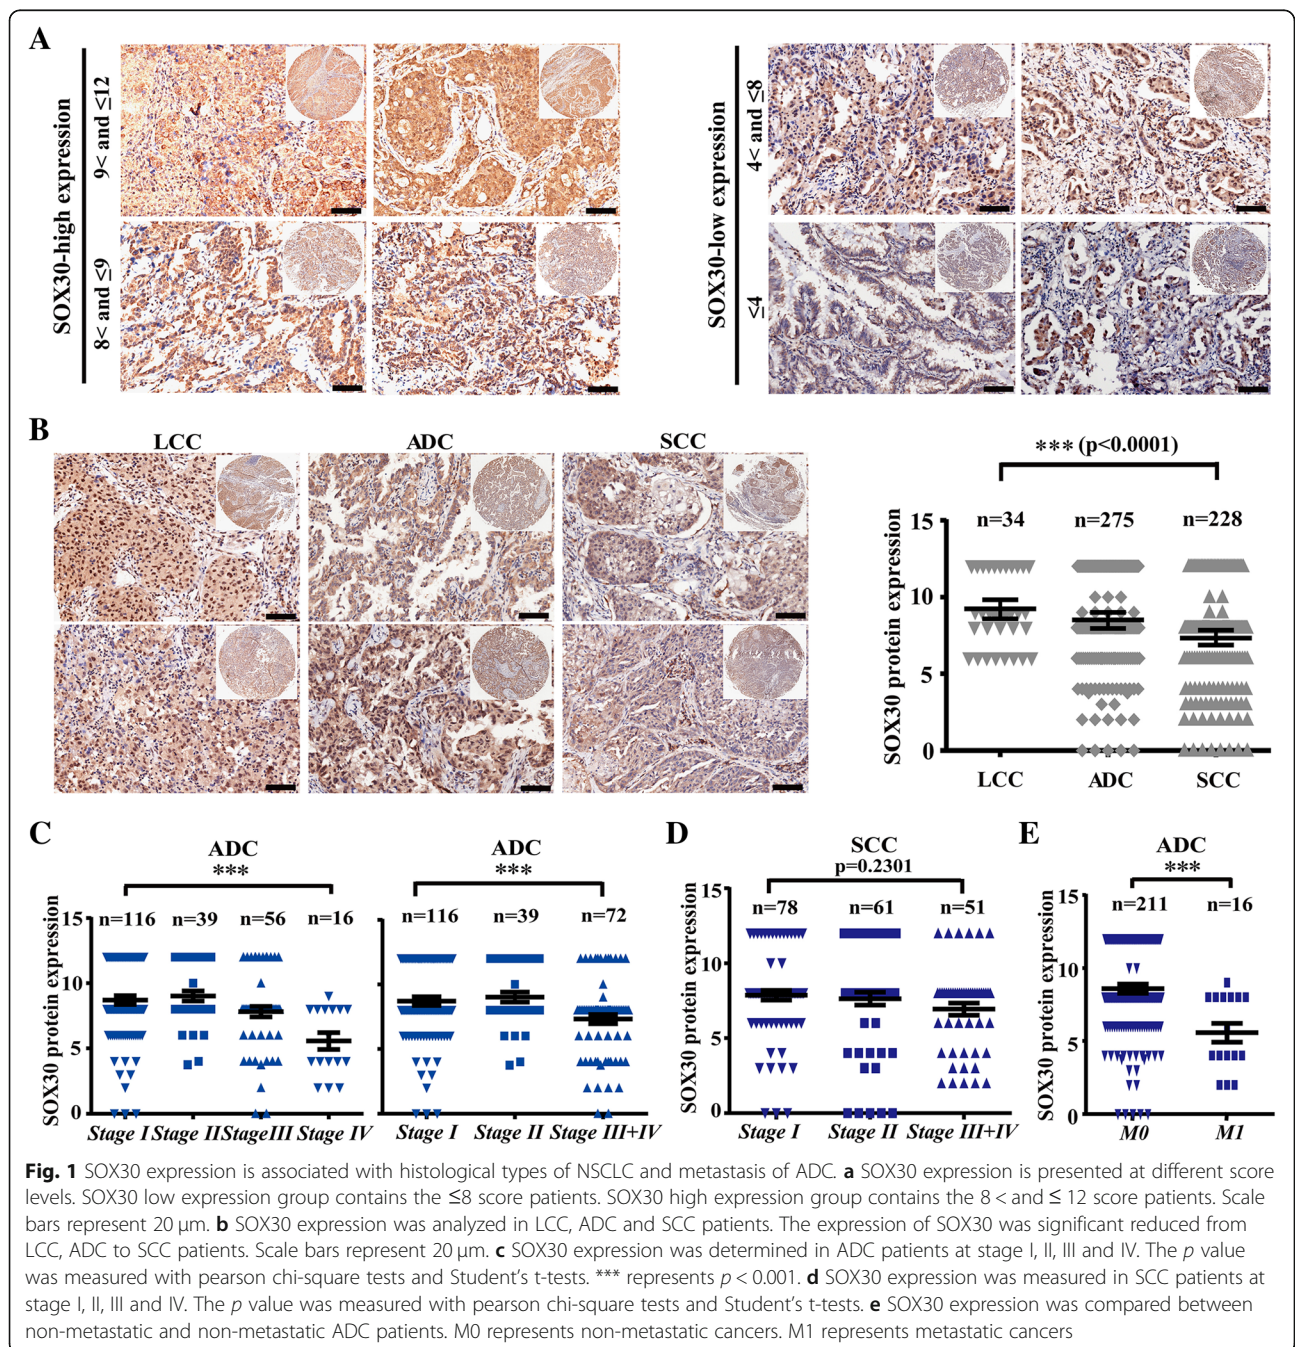 A
SOX30-high expression
9< and ≤12
8< and ≤9
SOX30-low expression
4< and ≤8
≤4
B
LCC ADC SCC
*** (p<0.0001)
n=34 n=275 n=228
SOX30 protein expression
15
10
5
0
LCC ADC SCC
C
ADC
***
n=116 n=39 n=56 n=16
SOX30 protein expression
15
10
5
0
Stage I Stage II StageIII Stage IV
ADC
***
n=116 n=39 n=72
Stage I Stage II Stage III+IV
D
SCC
p=0.2301
n=78 n=61 n=51
SOX30 protein expression
15
10
5
0
Stage I Stage II Stage III+IV
E
ADC
***
n=211 n=16
SOX30 protein expression
15
10
5
0
M0 M1
Fig. 1 SOX30 expression is associated with histological types of NSCLC and metastasis of ADC. a SOX30 expression is presented at different score
levels. SOX30 low expression group contains the ≤8 score patients. SOX30 high expression group contains the 8 < and ≤ 12 score patients. Scale
bars represent 20 μm. b SOX30 expression was analyzed in LCC, ADC and SCC patients. The expression of SOX30 was significant reduced from
LCC, ADC to SCC patients. Scale bars represent 20 μm. c SOX30 expression was determined in ADC patients at stage I, II, III and IV. The p value
was measured with pearson chi-square tests and Student's t-tests. *** represents p < 0.001. d SOX30 expression was measured in SCC patients at
stage I, II, III and IV. The p value was measured with pearson chi-square tests and Student's t-tests. e SOX30 expression was compared between
non-metastatic and non-metastatic ADC patients. M0 represents non-metastatic cancers. M1 represents metastatic cancers